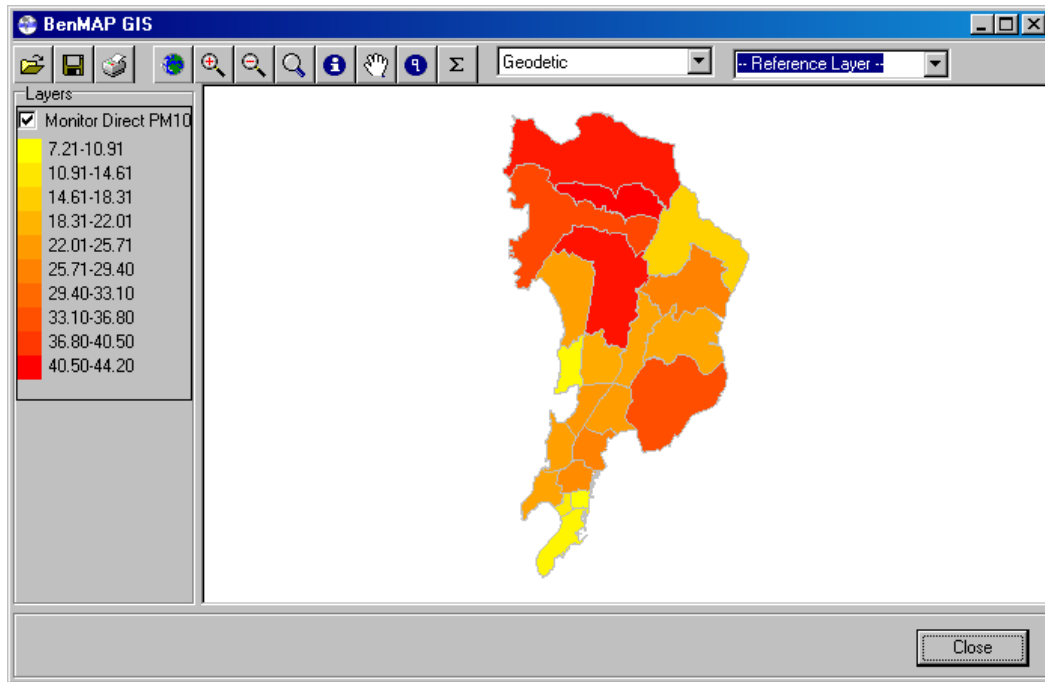 BenMAP GIS
Σ
Geodetic
-- Reference Layer --
Layers
Monitor Direct PM10
7.21-10.91
10.91-14.61
14.61-18.31
18.31-22.01
22.01-25.71
25.71-29.40
29.40-33.10
33.10-36.80
36.80-40.50
40.50-44.20
Close